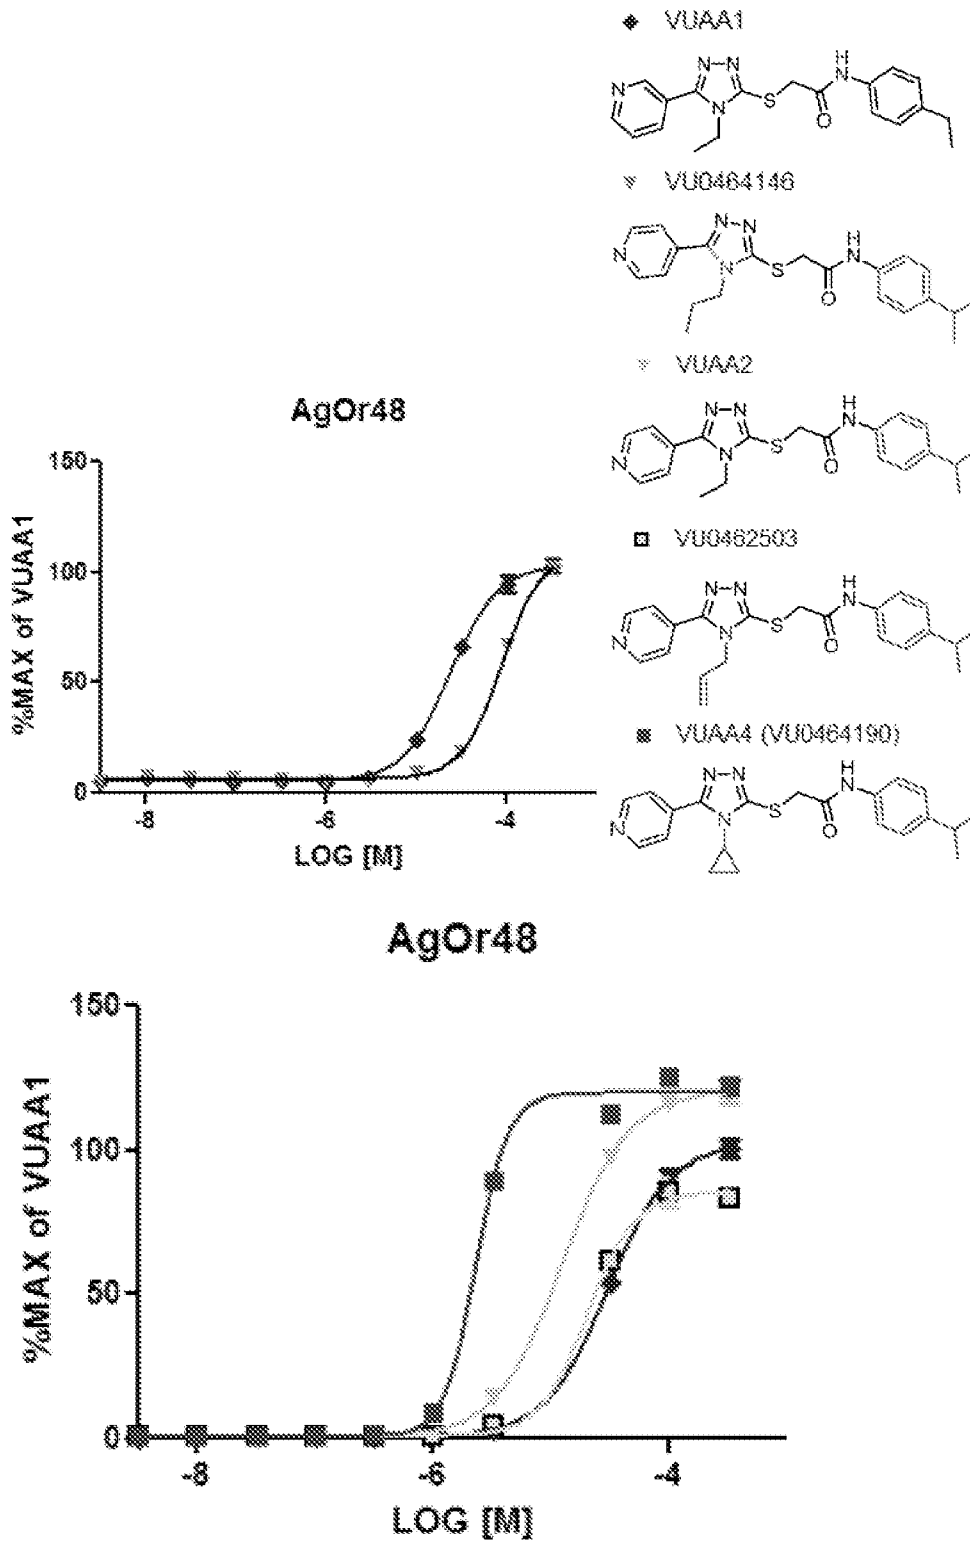 VUAA1
N-N
N
N
S
O
H
N
VU0464146
N-N
N
N
S
O
H
N
VUAA2
N-N
N
N
S
O
H
N
VU0462503
N-N
N
N
S
O
H
N
VUAA4 (VU0464190)
N-N
N
N
S
O
H
N
AgOr48
%MAX of VUAA1
150
100
50
0
-8 -6 -4
LOG [M]
AgOr48
%MAX of VUAA1
150
100
50
0
-8 -6 -4
LOG [M]